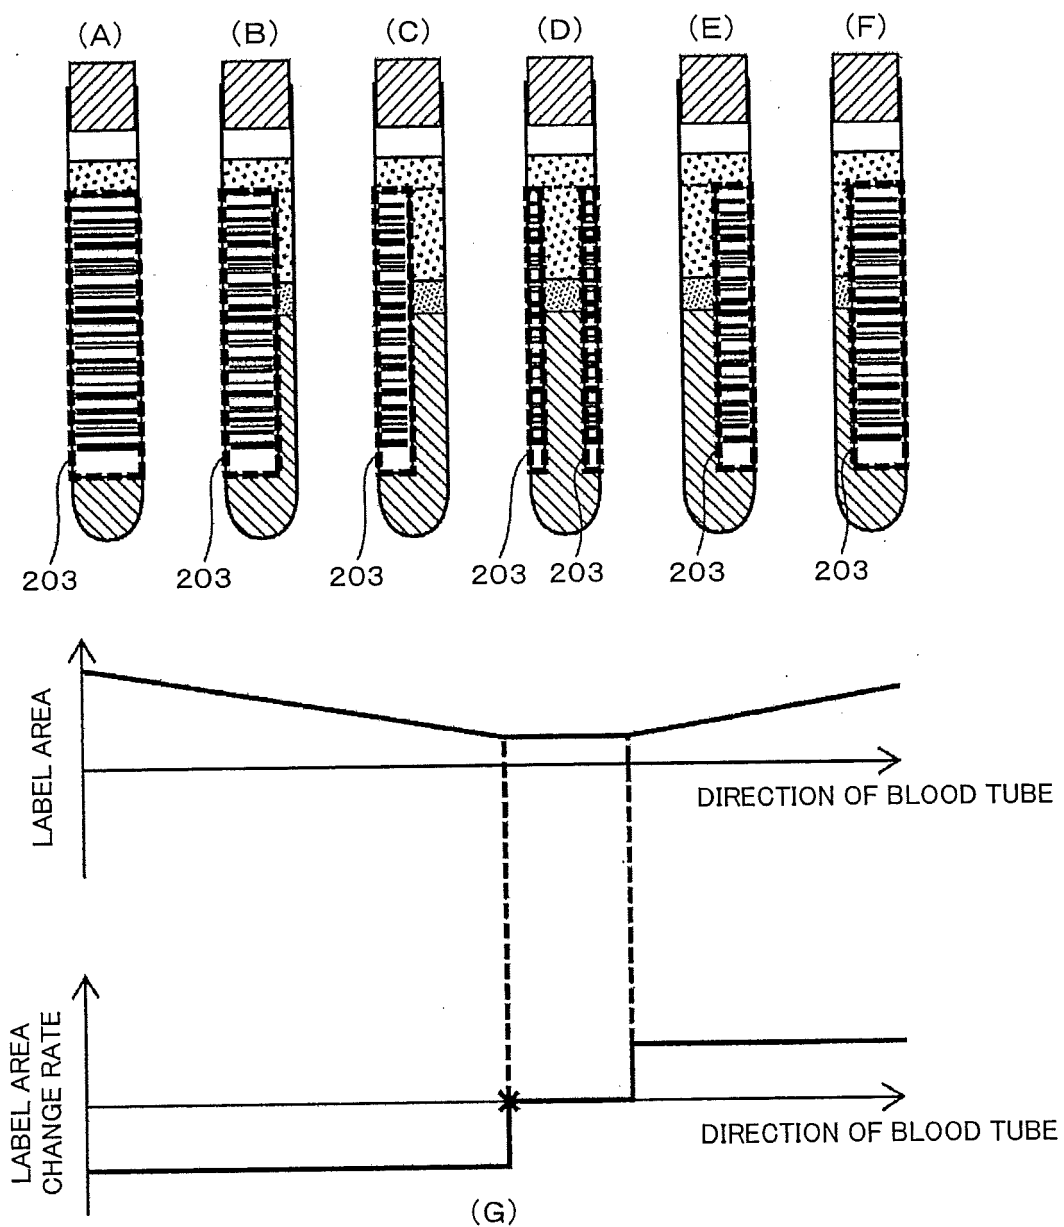 (A) (B) (C) (D) (E) (F)
203 203 203 203 203 203 203
LABEL AREA
DIRECTION OF BLOOD TUBE
LABEL AREA
CHANGE RATE
DIRECTION OF BLOOD TUBE
(G)